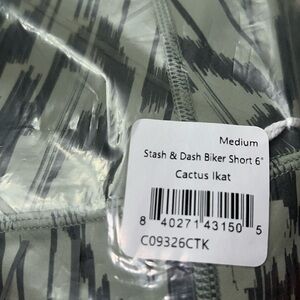 Medium
Stash & Dash Biker Short 6"
Cactus Ikat
8 40271 43150 5
C09326CTK